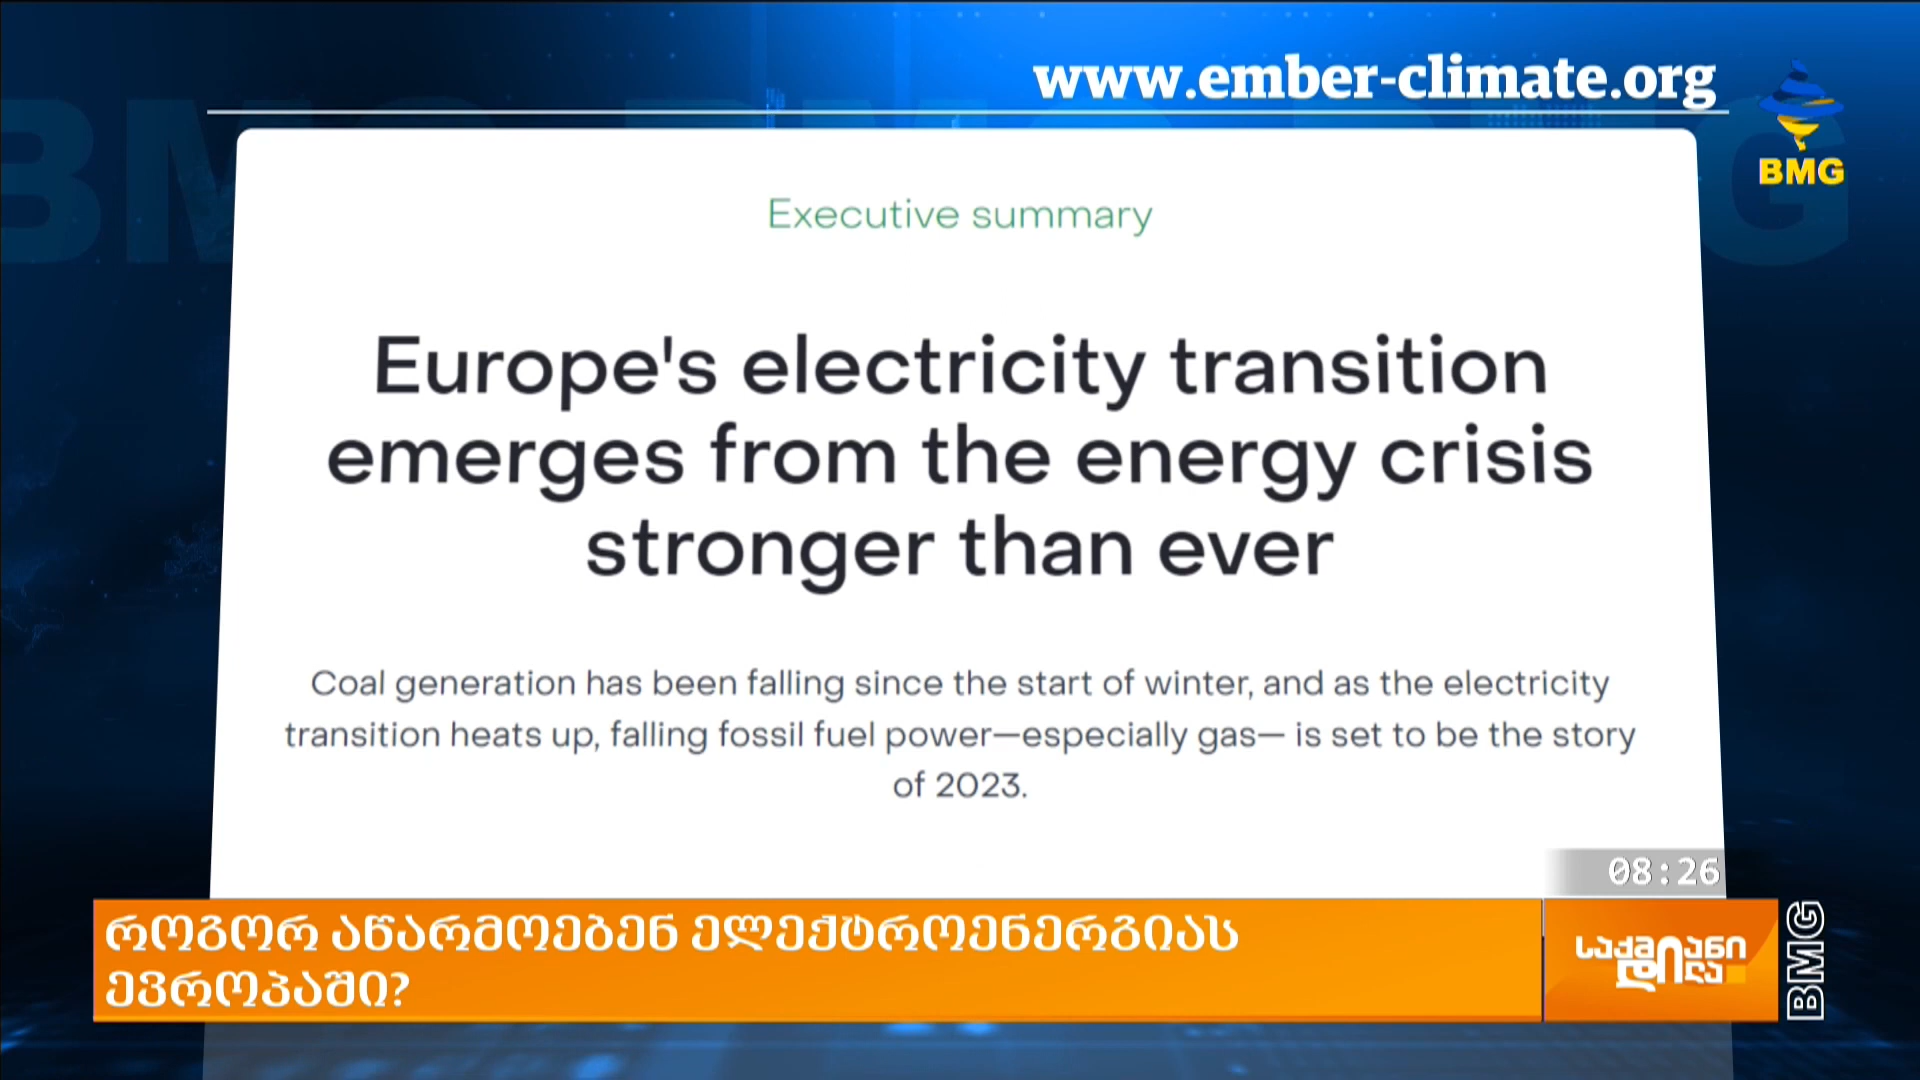 www.ember-climate.org
BMG
Executive summary
Europe's electricity transition
emerges from the energy crisis
stronger than ever
Coal generation has been falling since the start of winter, and as the electricity
transition heats up, falling fossil fuel power—especially gas— is set to be the story
of 2023.
08:26
როგორ აწარმოებენ ელექტროენერგიას
ევროპაში?
საქმიანი
დილა
BMG